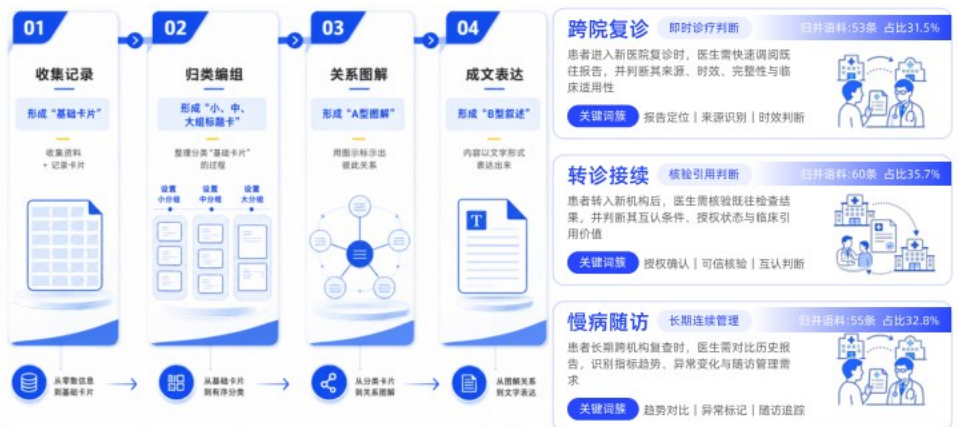 01
收集记录
形成“基础卡片”
收集资料
+ 记录卡片
从零散信息
到基础卡片
02
归类编组
形成“小、中、
大组标题卡”
整理分类“基础卡片”
的过程
设置
小分组
设置
中分组
设置
大分组
从基础卡片
到有序分类
03
关系图解
形成“A型图解”
用图示标示出
彼此关系
从分类卡片
到关系图解
04
成文表达
形成“B型叙述”
内容以文字形式
表达出来
T
从图解关系
到文字表达
跨院复诊
即时诊疗判断
归并语料:53条 占比31.5%
患者进入新医院复诊时，医生需快速调阅既
往报告，并判断其来源、时效、完整性与临
床适用性
关键词族
报告定位 | 来源识别 | 时效判断
转诊接续
核验引用判断
归并语料:60条 占比35.7%
患者转入新机构后，医生需核验既往检查结
果，并判断其互认条件、授权状态与临床引
用价值
关键词族
授权确认 | 可信核验 | 互认判断
慢病随访
长期连续管理
归并语料:55条 占比32.8%
患者长期跨机构复查时，医生需对比历史报
告，识别指标趋势、异常变化与随访管理需
求
关键词族
趋势对比 | 异常标记 | 随访追踪